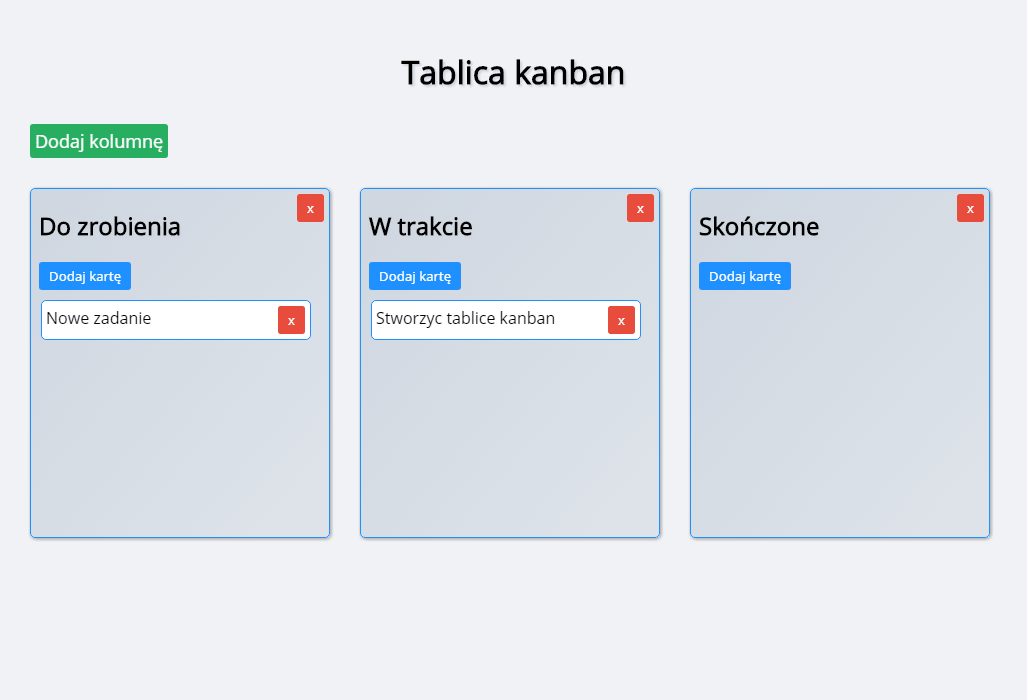 Tablica kanban
Dodaj kolumnę
x
Do zrobienia
Dodaj kartę
Nowe zadanie x
x
W trakcie
Dodaj kartę
Stworzyc tablice kanban x
x
Skończone
Dodaj kartę